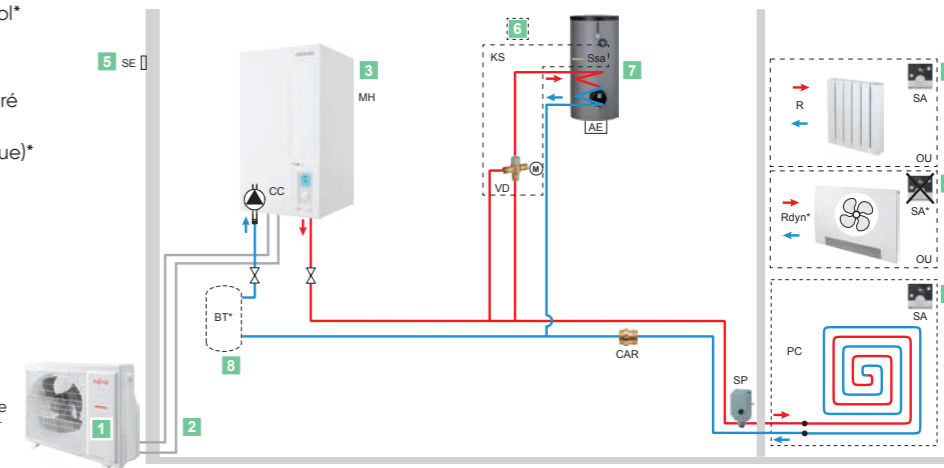 ol*
ré
ue)*
e
5 SE
3
MH
CC
BT*
8
1
2
6
KS
Ssa
7
AE
M
VD
CAR
SP
R
SA
OU
Rdyn*
SA*
OU
SA
PC
FUJITSU